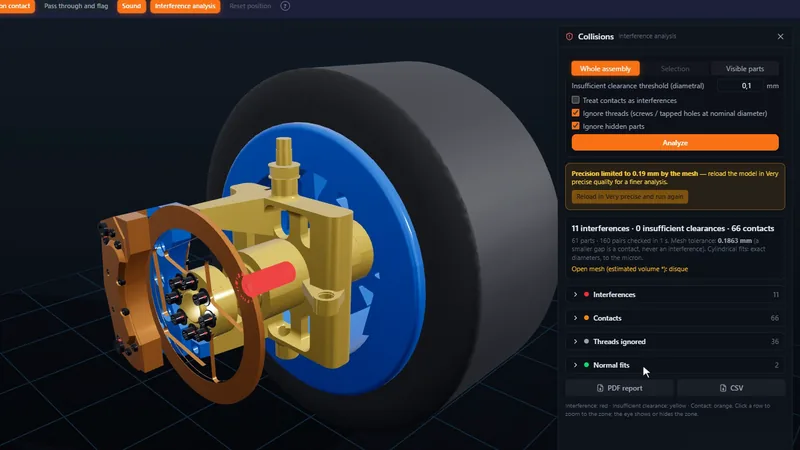 on contact
Pass through and flag
Sound
Interference analysis
Reset position
?
Collisions
Interference analysis
Whole assembly
Selection
Visible parts
Insufficient clearance threshold (diametral)
0,1
mm
Treat contacts as interferences
Ignore threads (screws / tapped holes at nominal diameter)
Ignore hidden parts
Analyze
Precision limited to 0.19 mm by the mesh — reload the model in Very
precise quality for a finer analysis.
Reload in Very precise and run again
11 interferences · 0 insufficient clearances · 66 contacts
61 parts · 160 pairs checked in 1 s. Mesh tolerance: 0.1863 mm (a
smaller gap is a contact, never an interference). Cylindrical fits: exact
diameters, to the micron.
Open mesh (estimated volume *): disque
Interferences
11
Contacts
66
Threads ignored
36
Normal fits
2
PDF report
CSV
Interference: red · Insufficient clearance: yellow · Contact: orange. Click a row to
zoom to the zone; the eye shows or hides the zone.